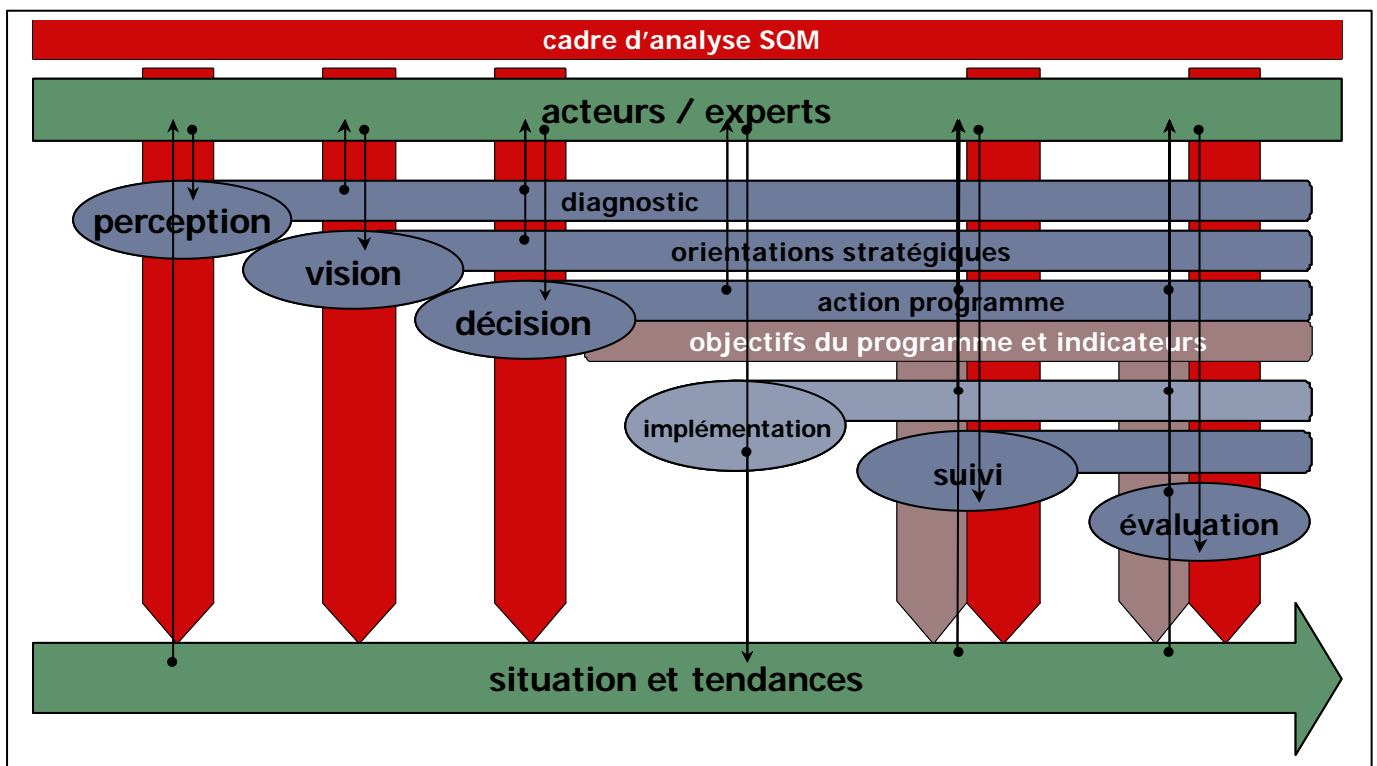 cadre d'analyse SQM
acteurs / experts
diagnostic
perception
orientations stratégiques
vision
action programme
décision
objectifs du programme et indicateurs
implémentation
suivi
évaluation
situation et tendances